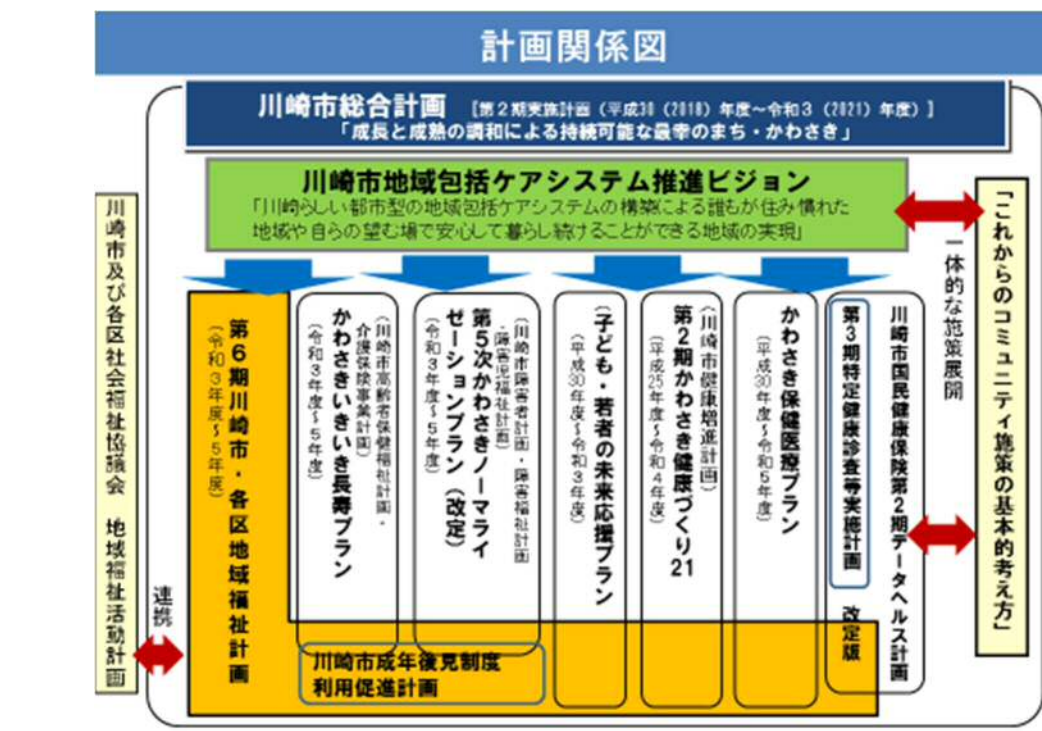 計画関係図
川崎市総合計画 [第２期実施計画（平成30（2018）年度～令和３（2021）年度）]
「成長と成熟の調和による持続可能な最幸のまち・かわさき」
川崎市地域包括ケアシステム推進ビジョン
「川崎らしい都市型の地域包括ケアシステムの構築による誰もが住み慣れた
地域や自らの望む場で安心して暮らし続けることができる地域の実現」
「これからのコミュニティ施策の基本的考え方」
一体的な施策展開
川崎市国民健康保険第２期データヘルス計画
第３期特定健康診査等実施計画 改定版
かわさき保健医療プラン
（平成30年度～令和５年度）
（川崎市健康増進計画）
第２期かわさき健康づくり21
（平成25年度～令和４年度）
子ども・若者の未来応援プラン
（平成30年度～令和３年度）
（川崎市障害者計画・障害福祉計画
・障害児福祉計画）
第５次かわさきノーマライ
ゼーションプラン（改定）
（令和３年度～５年度）
（川崎市高齢者保健福祉計画・
介護保険事業計画）
かわさきいきいき長寿プラン
（令和３年度～５年度）
第６期川崎市・各区地域福祉計画
（令和３年度～５年度）
川崎市成年後見制度
利用促進計画
連携
川崎市及び各区社会福祉協議会 地域福祉活動計画